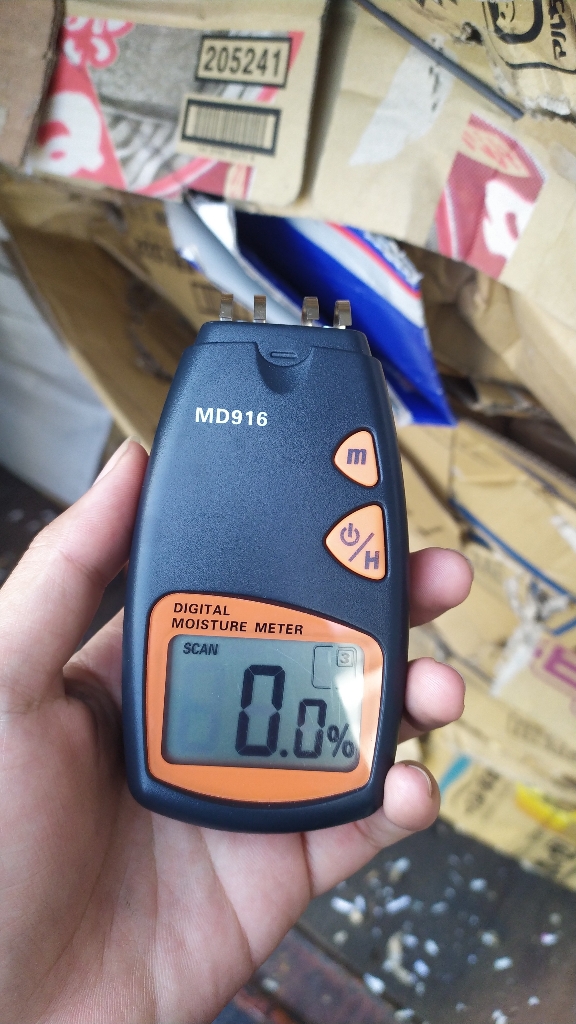 205241
MD916
m
/H
DIGITAL
MOISTURE METER
SCAN
3
0.0%